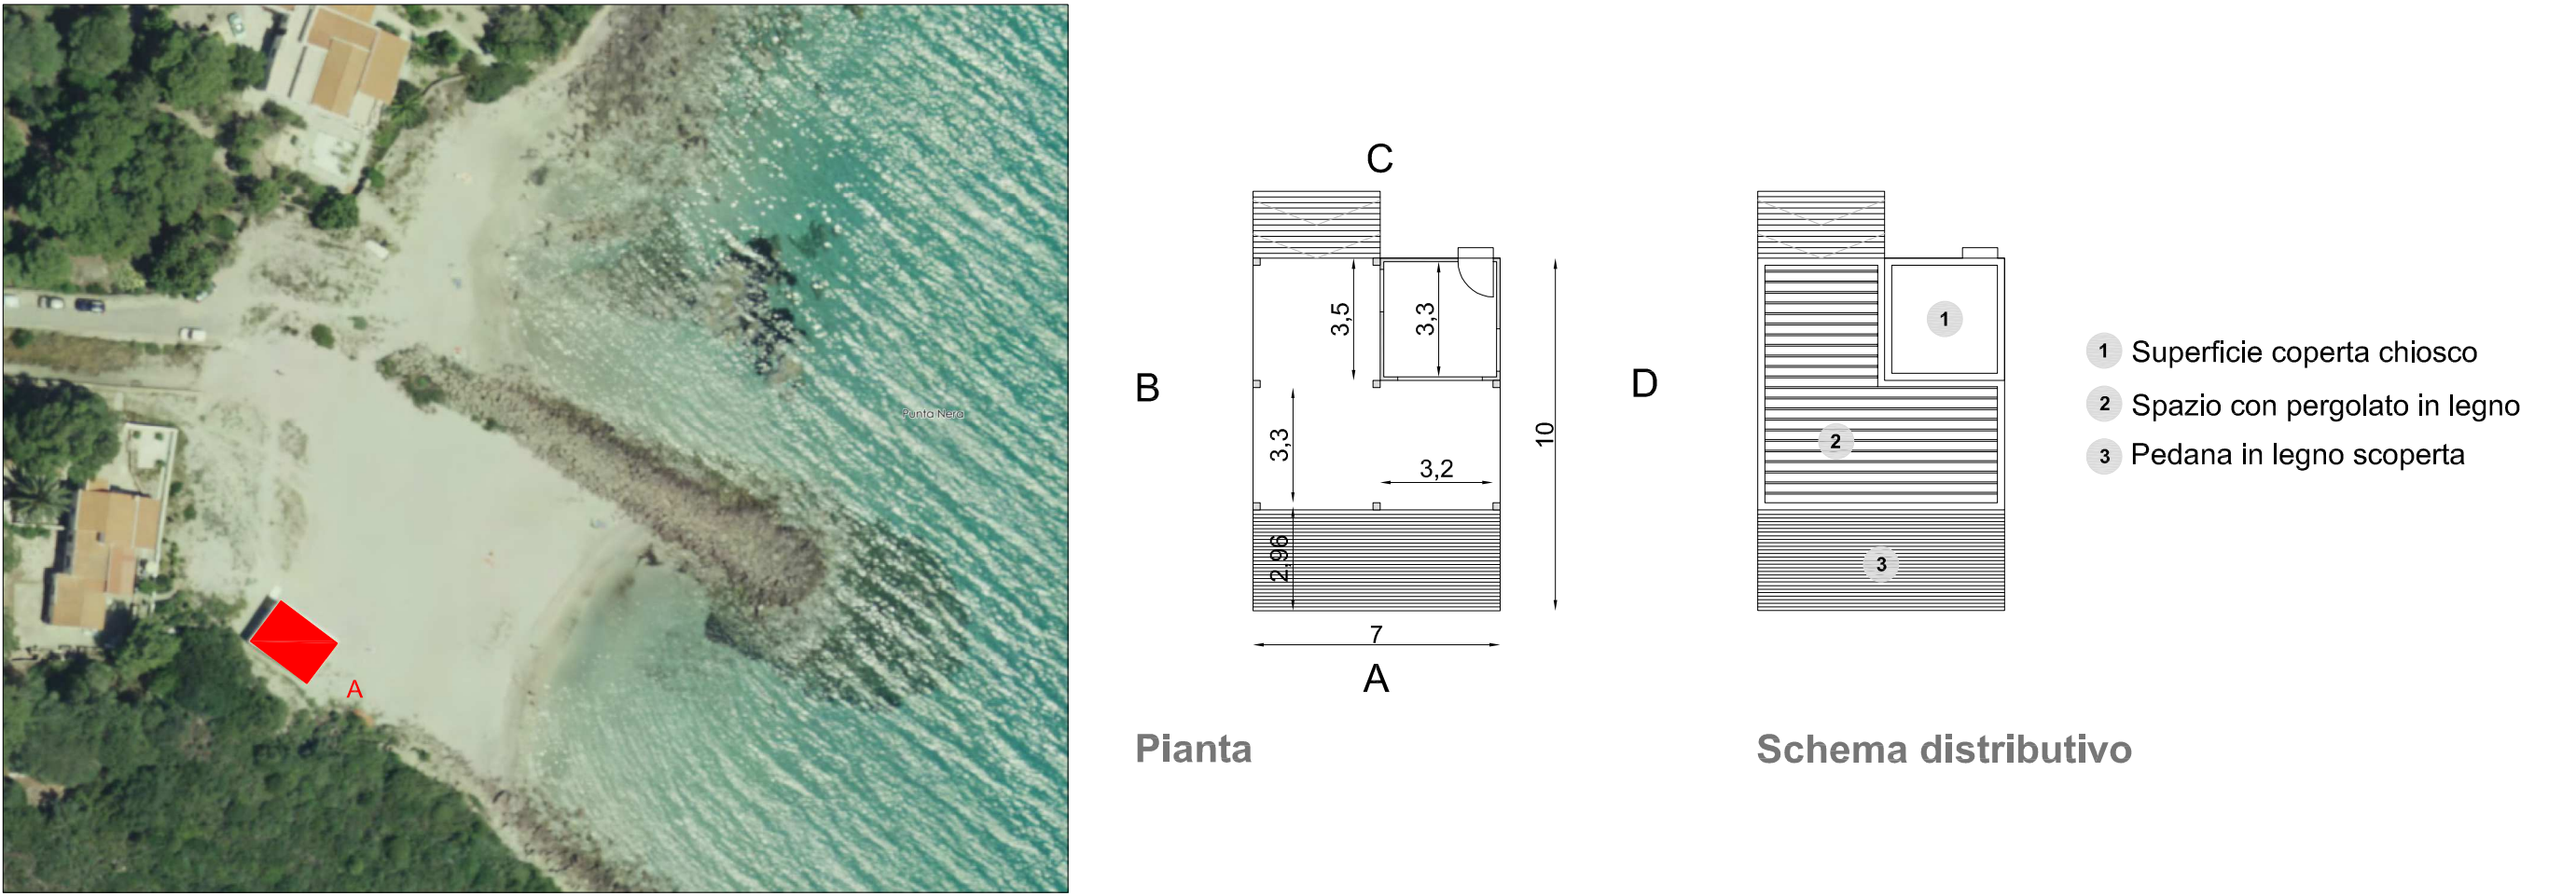 Punta Nera
A
C
B
D
3,5
3,3
3,3
3,2
2,96
10
7
A
Pianta
1
2
3
Schema distributivo
1 Superficie coperta chiosco
2 Spazio con pergolato in legno
3 Pedana in legno scoperta